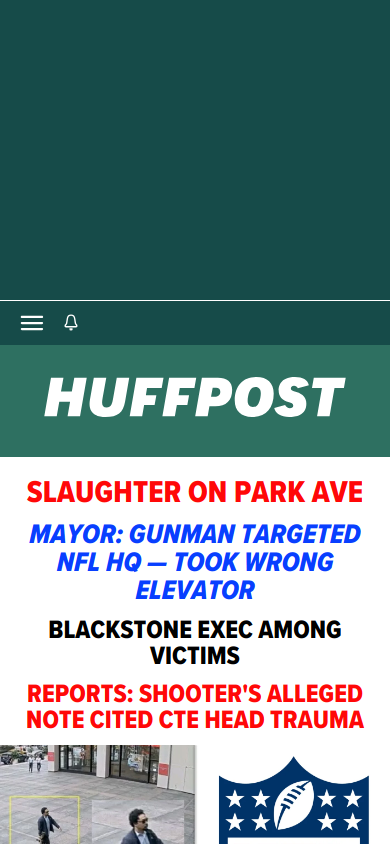 HUFFPOST
SLAUGHTER ON PARK AVE
MAYOR: GUNMAN TARGETED
NFL HQ — TOOK WRONG
ELEVATOR
BLACKSTONE EXEC AMONG
VICTIMS
REPORTS: SHOOTER'S ALLEGED
NOTE CITED CTE HEAD TRAUMA